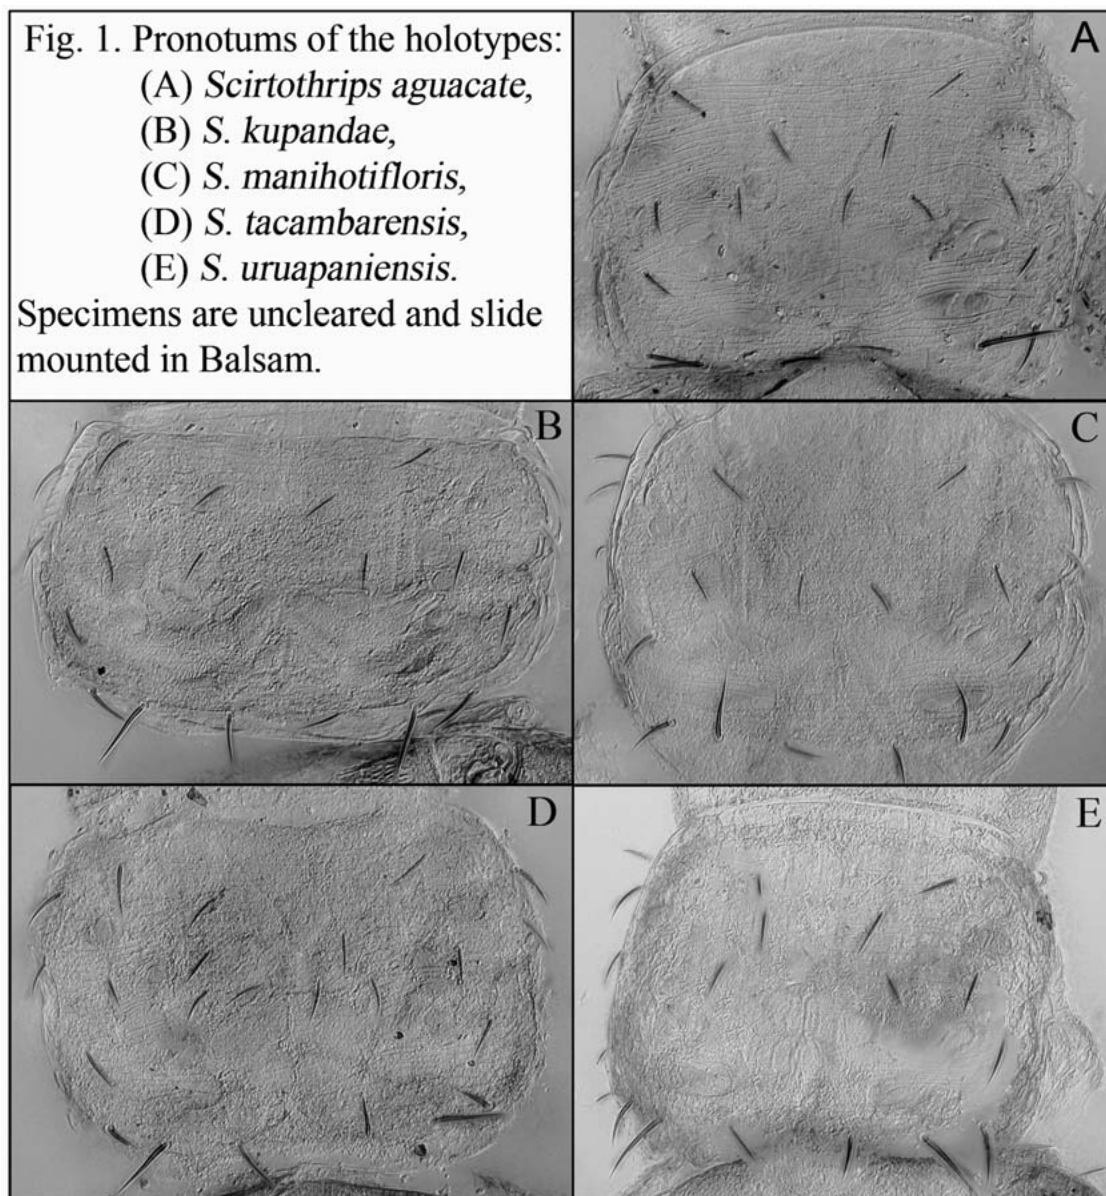 Fig. 1. Pronotums of the holotypes:
(A) Scirtothrips aguacate,
(B) S. kupandae,
(C) S. manihotifloris,
(D) S. tacambarensis,
(E) S. uruapaniensis.
Specimens are uncleared and slide
mounted in Balsam.
A
B
C
D
E